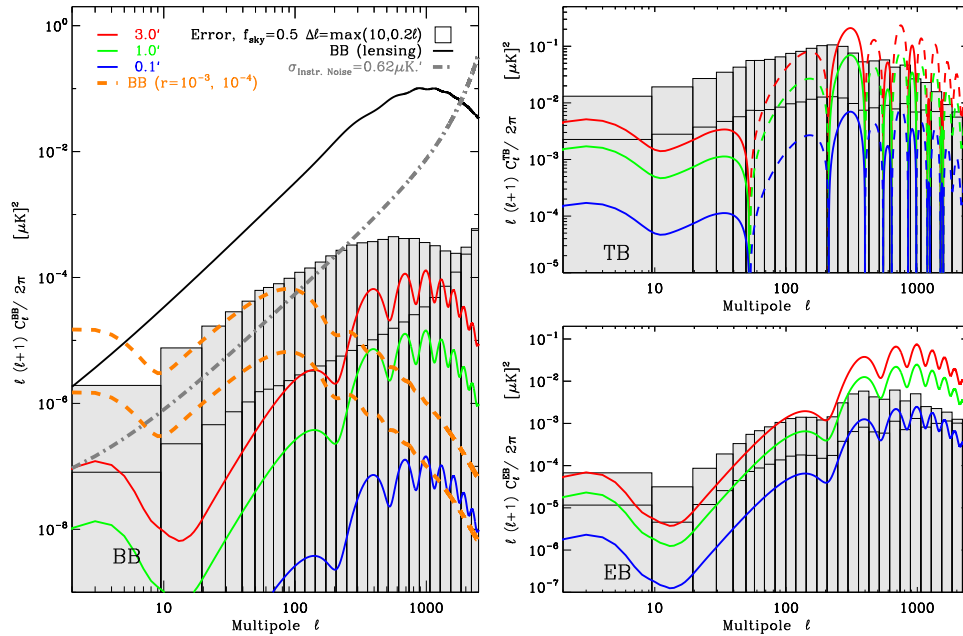 3.0'
1.0'
0.1'
BB (r=10⁻³, 10⁻⁴)
Error, f_sky=0.5 Δℓ=max(10,0.2ℓ)
BB (lensing)
σ_Instr. Noise=0.62μK.'
10⁰
10⁻²
10⁻⁴
10⁻⁶
10⁻⁸
ℓ (ℓ+1) C_ℓ^BB/ 2π [μK]²
BB
10
100
1000
Multipole ℓ
10⁻¹
10⁻²
10⁻³
10⁻⁴
10⁻⁵
ℓ (ℓ+1) C_ℓ^TB/ 2π [μK]²
TB
10
100
1000
Multipole ℓ
10⁻¹
10⁻²
10⁻³
10⁻⁴
10⁻⁵
10⁻⁶
10⁻⁷
ℓ (ℓ+1) C_ℓ^EB/ 2π [μK]²
EB
10
100
1000
Multipole ℓ